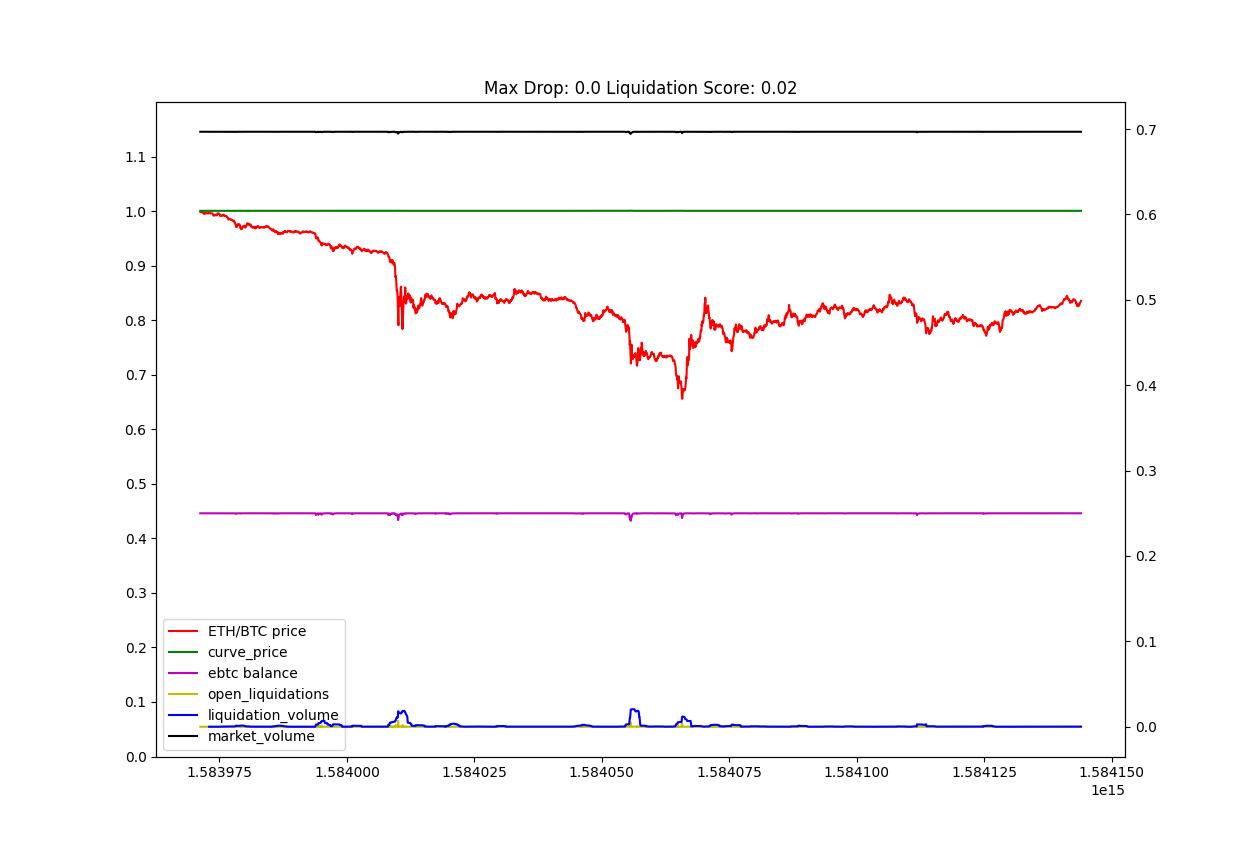 Max Drop: 0.0 Liquidation Score: 0.02
1.1
1.0
0.9
0.8
0.7
0.6
0.5
0.4
0.3
0.2
0.1
0.0
0.7
0.6
0.5
0.4
0.3
0.2
0.1
0.0
ETH/BTC price
curve_price
ebtc balance
open_liquidations
liquidation_volume
market_volume
1.583975 1.584000 1.584025 1.584050 1.584075 1.584100 1.584125 1.584150
1e15